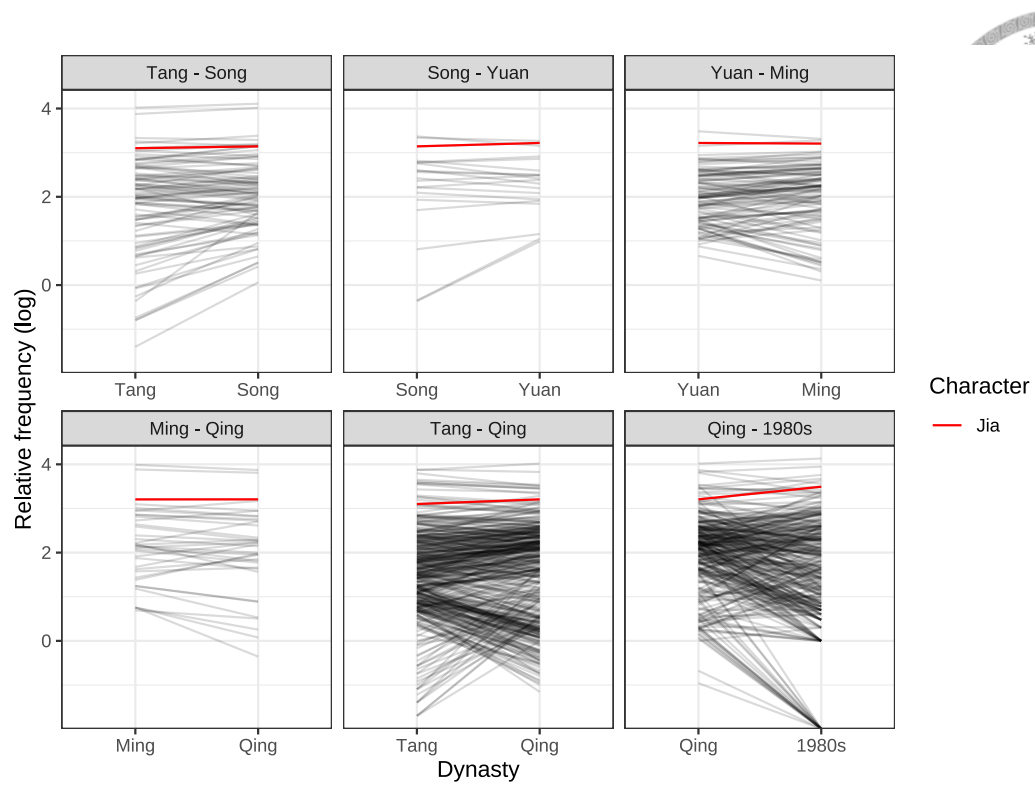 Tang - Song
Song - Yuan
Yuan - Ming
4
2
0
Tang
Song
Song
Yuan
Yuan
Ming
Relative frequency (log)
Character
Jia
Ming - Qing
Tang - Qing
Qing - 1980s
4
2
0
Ming
Qing
Tang
Qing
Qing
1980s
Dynasty